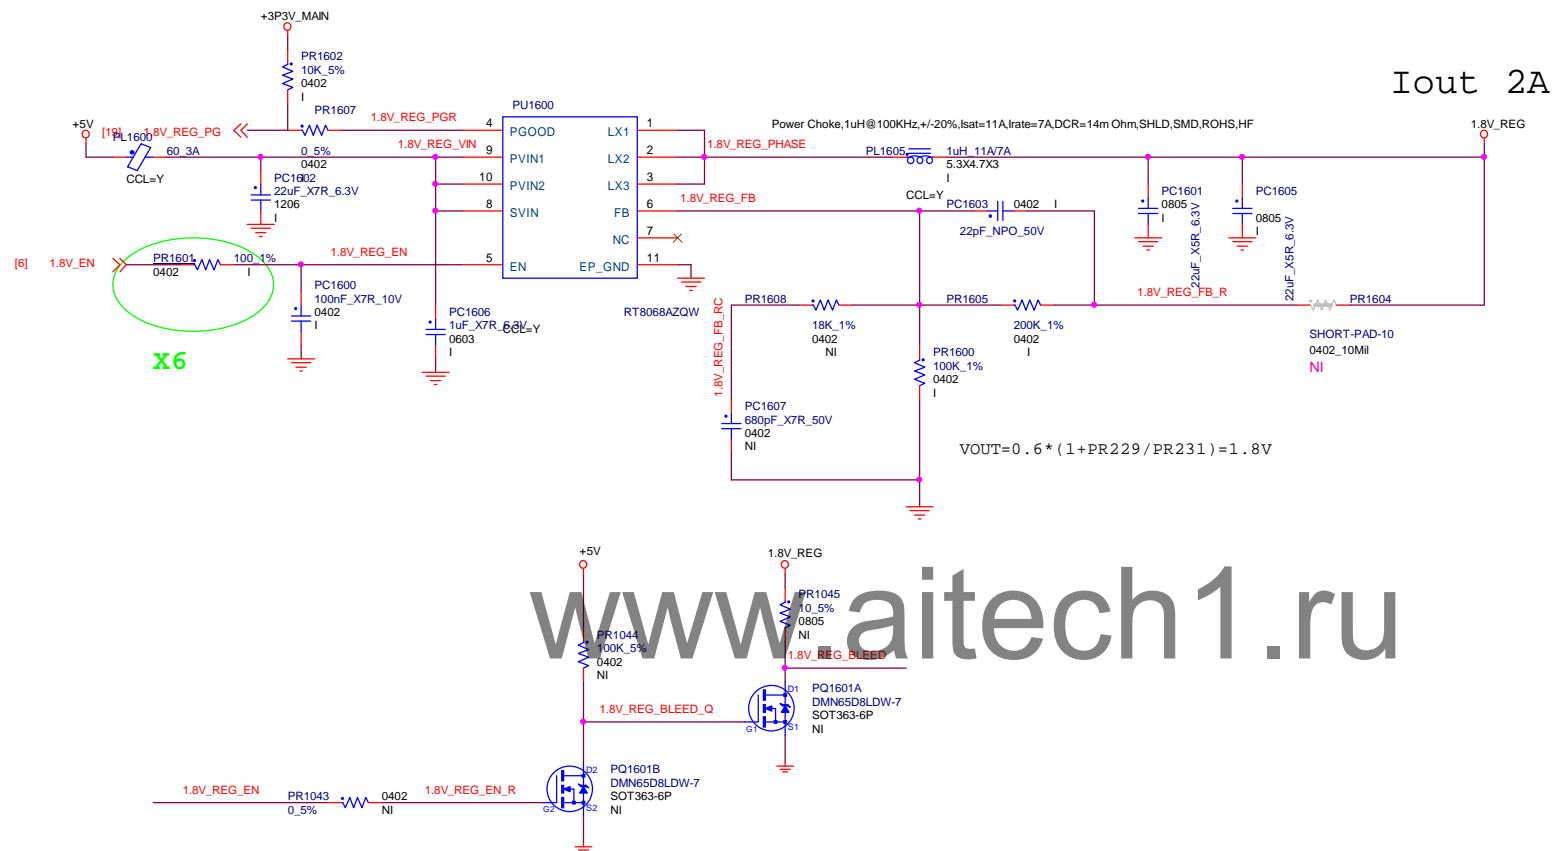 +3P3V_MAIN
PR1602
10K_5%
0402
I
Iout 2A
PR1607
PU1600
1.8V_REG_PGR
+5V
[19]
1.8V_REG_PG
PL1600
60_3A
CCL=Y
0_5%
0402
I
1.8V_REG_VIN
PC1602
22uF_X7R_6.3V
1206
I
4
PGOOD
9
PVIN1
10
PVIN2
8
SVIN
5
EN
LX1
1
LX2
2
LX3
3
FB
6
NC
7
EP_GND
11
RT8068AZQW
Power Choke,1uH@100KHz,+/-20%,Isat=11A,Irate=7A,DCR=14m Ohm,SHLD,SMD,ROHS,HF
1.8V_REG
1.8V_REG_PHASE
PL1605
1uH_11A/7A
5.3X4.7X3
I
CCL=Y
1.8V_REG_FB
PC1603
0402
I
22pF_NPO_50V
PC1601
0805
I
22uF_X5R_6.3V
PC1605
0805
I
22uF_X5R_6.3V
[6]
1.8V_EN
PR1601
0402
100_1%
I
1.8V_REG_EN
PC1600
100nF_X7R_10V
0402
I
X6
PC1606
1uF_X7R_6.3V
CCL=Y
0603
I
1.8V_REG_FB_RC
PR1608
18K_1%
0402
NI
PR1605
200K_1%
0402
I
1.8V_REG_FB_R
PR1604
SHORT-PAD-10
0402_10Mil
NI
PR1600
100K_1%
0402
I
PC1607
680pF_X7R_50V
0402
NI
VOUT=0.6*(1+PR229/PR231)=1.8V
+5V
1.8V_REG
www.aitech1.ru
PR1045
10_5%
0805
NI
PR1044
100K_5%
0402
NI
1.8V_REG_BLEED
1.8V_REG_BLEED_Q
D1
G1
S1
PQ1601A
DMN65D8LDW-7
SOT363-6P
NI
1.8V_REG_EN
PR1043
0_5%
0402
NI
1.8V_REG_EN_R
D2
G2
S2
PQ1601B
DMN65D8LDW-7
SOT363-6P
NI